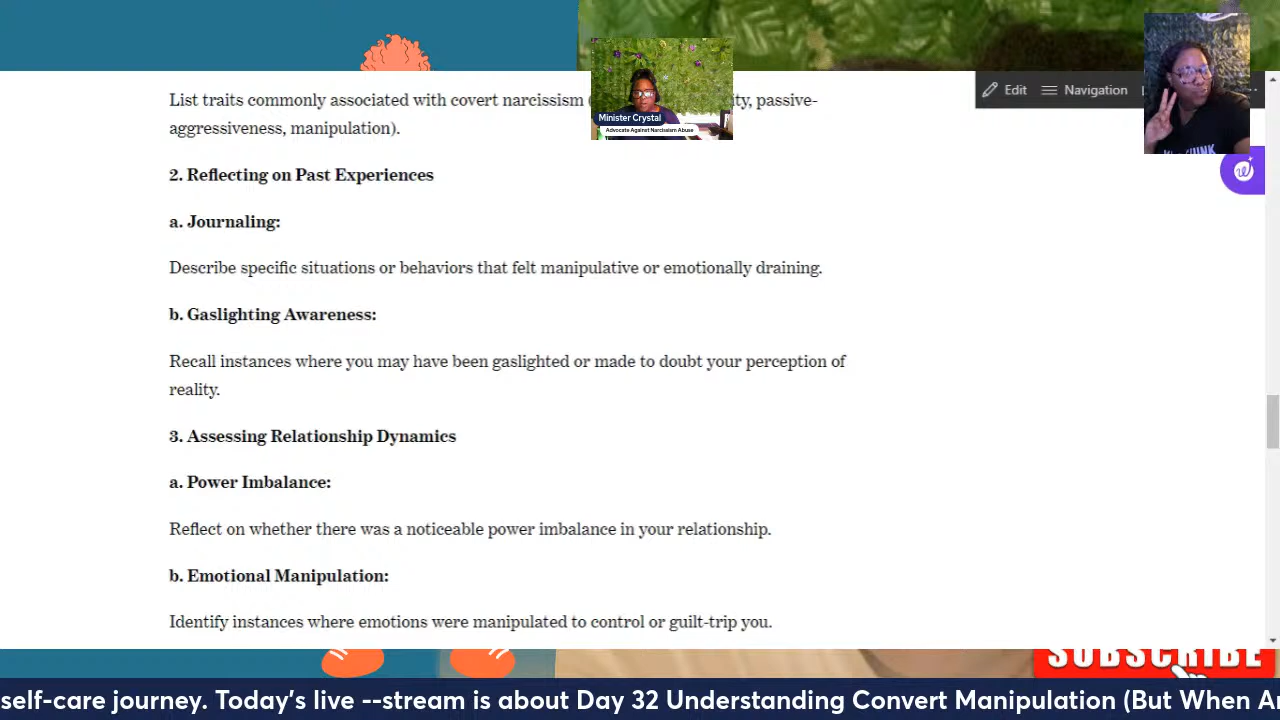 List traits commonly associated with covert narcissism (
ity, passive-
aggressiveness, manipulation).
Minister Crystal
Advocate Against Narcissism Abuse
Edit
Navigation
2. Reflecting on Past Experiences
a. Journaling:
Describe specific situations or behaviors that felt manipulative or emotionally draining.
b. Gaslighting Awareness:
Recall instances where you may have been gaslighted or made to doubt your perception of
reality.
3. Assessing Relationship Dynamics
a. Power Imbalance:
Reflect on whether there was a noticeable power imbalance in your relationship.
b. Emotional Manipulation:
Identify instances where emotions were manipulated to control or guilt-trip you.
SUBSCRIBE
self-care journey. Today's live --stream is about Day 32 Understanding Convert Manipulation (But When A